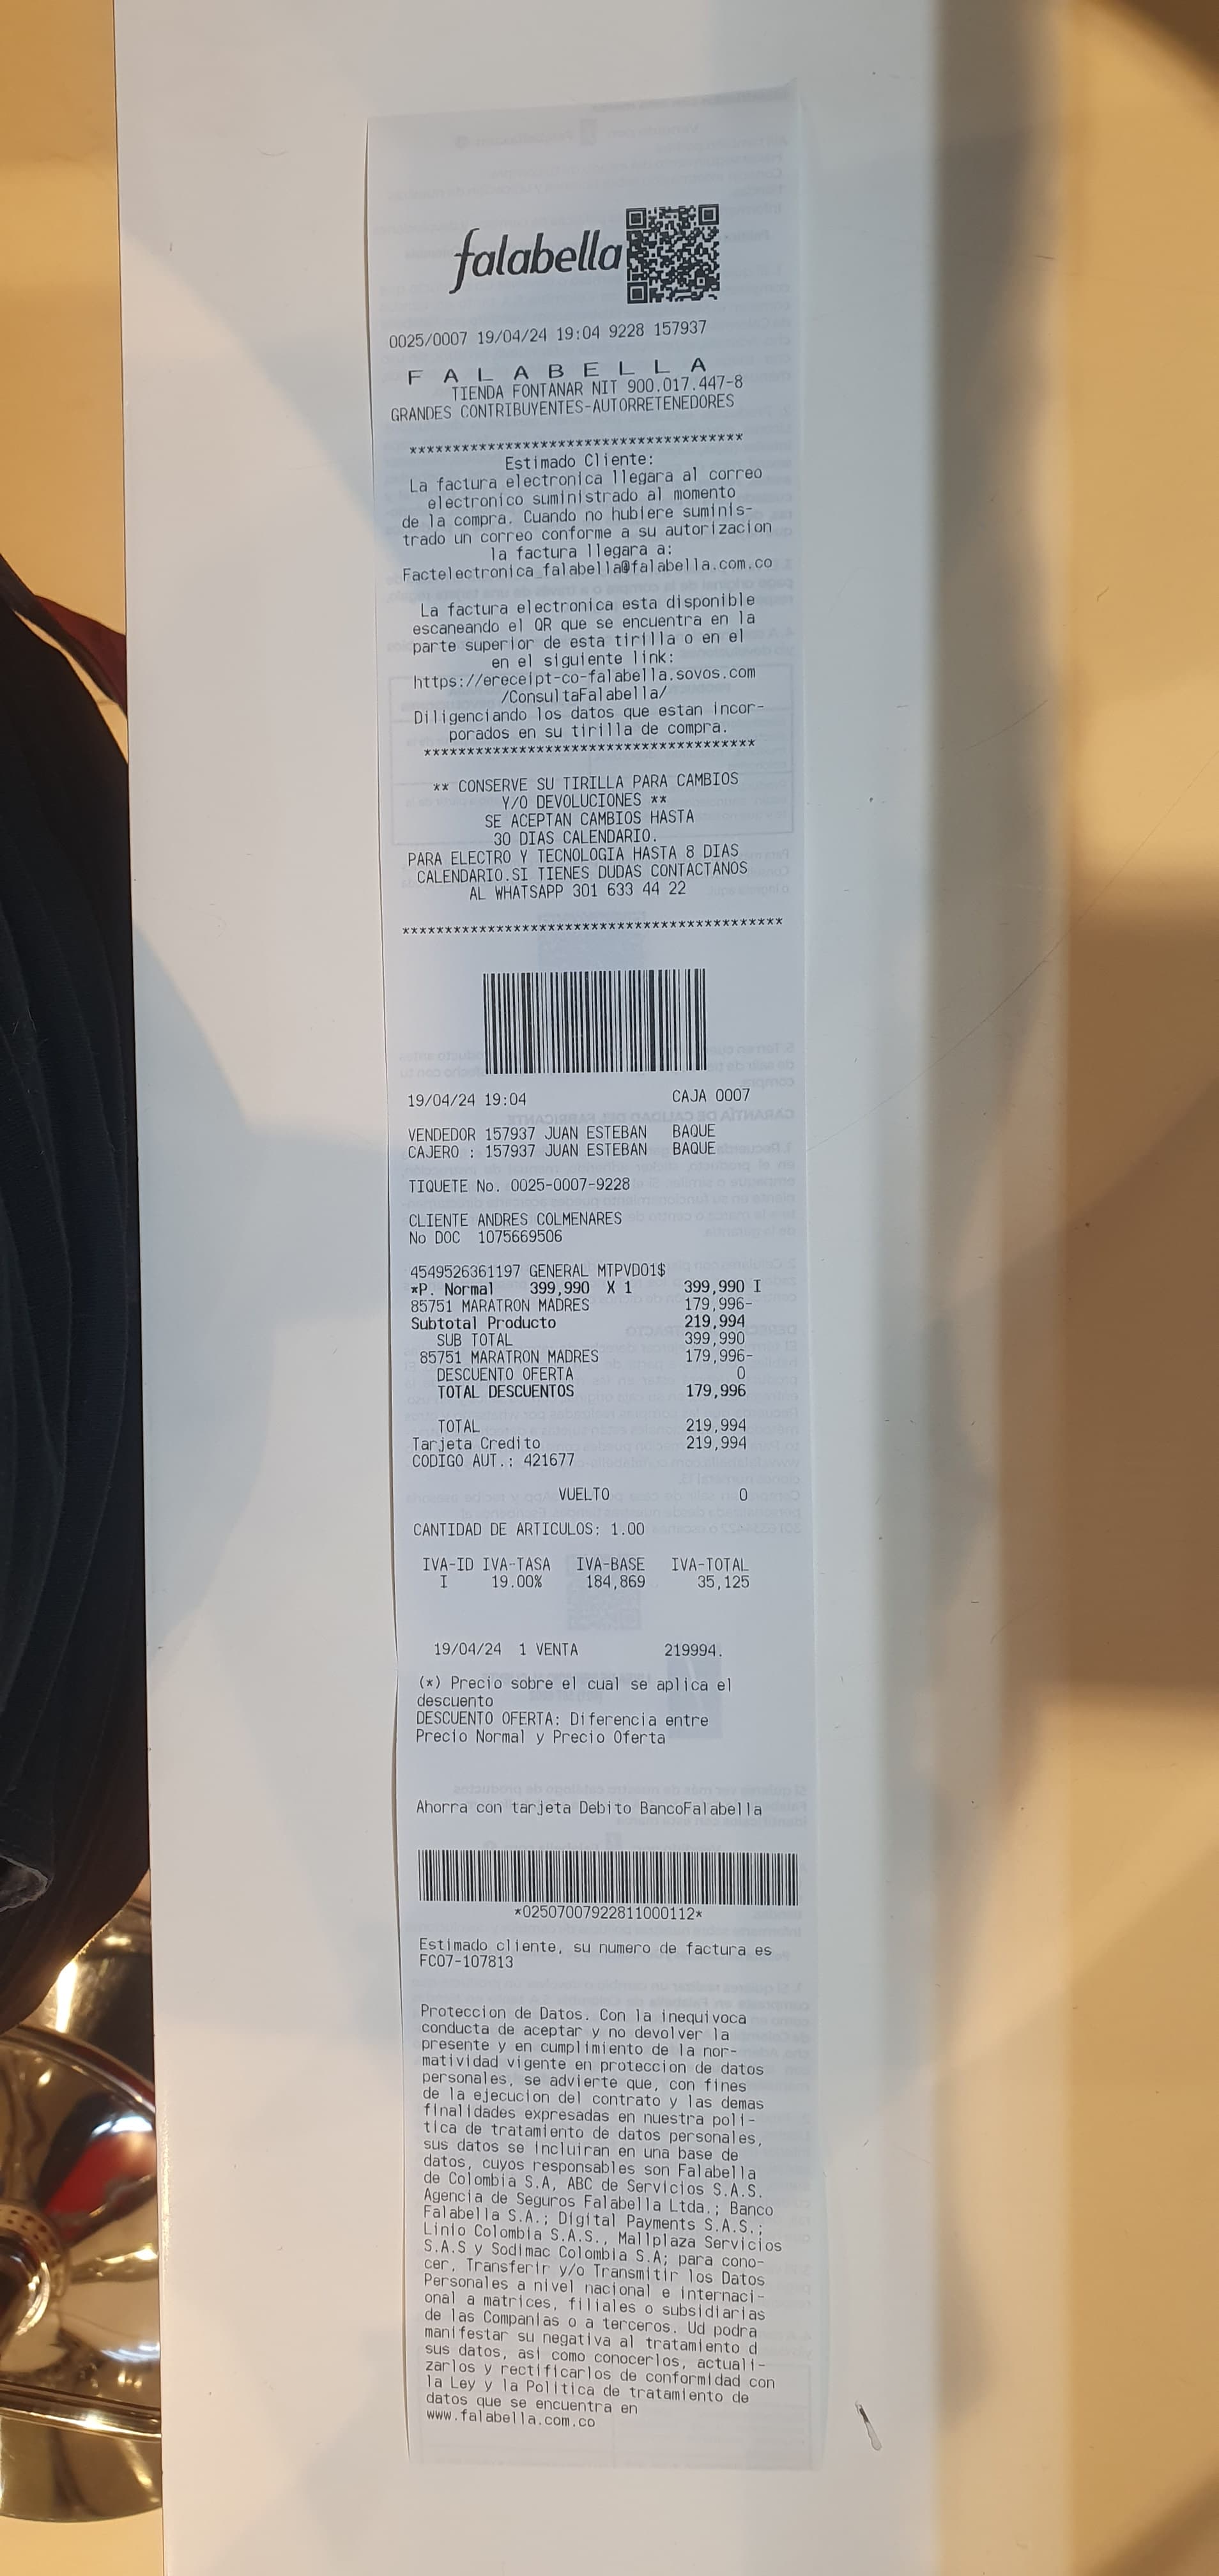 falabella
0025/0007 19/04/24 19:04 9228 157937
F A L A B E L L A
TIENDA FONTANAR NIT 900.017.447-8
GRANDES CONTRIBUYENTES-AUTORRETENEDORES
***************************************
Estimado Cliente:
La factura electronica llegara al correo
electronico suministrado al momento
de la compra. Cuando no hubiere suminis-
trado un correo conforme a su autorizacion
la factura llegara a:
Factelectronica_falabella@falabella.com.co
La factura electronica esta disponible
escaneando el QR que se encuentra en la
parte superior de esta tirilla o en el
en el siguiente link:
https://ereceipt-co-falabella.sovos.com
/ConsultaFalabella/
Diligenciando los datos que estan incor-
porados en su tirilla de compra.
***************************************
** CONSERVE SU TIRILLA PARA CAMBIOS
Y/O DEVOLUCIONES **
SE ACEPTAN CAMBIOS HASTA
30 DIAS CALENDARIO.
PARA ELECTRO Y TECNOLOGIA HASTA 8 DIAS
CALENDARIO.SI TIENES DUDAS CONTACTANOS
AL WHATSAPP 301 633 44 22
********************************************
19/04/24 19:04 CAJA 0007
VENDEDOR 157937 JUAN ESTEBAN BAQUE
CAJERO : 157937 JUAN ESTEBAN BAQUE
TIQUETE No. 0025-0007-9228
CLIENTE ANDRES COLMENARES
No DOC 1075669506
4549526361197 GENERAL MTPVD01$
*P. Normal 399,990 X 1 399,990 I
85751 MARATRON MADRES 179,996-
Subtotal Producto 219,994
SUB TOTAL 399,990
85751 MARATRON MADRES 179,996-
DESCUENTO OFERTA 0
TOTAL DESCUENTOS 179,996
TOTAL 219,994
Tarjeta Credito 219,994
CODIGO AUT.: 421677
VUELTO 0
CANTIDAD DE ARTICULOS: 1.00
IVA-ID IVA-TASA IVA-BASE IVA-TOTAL
I 19.00% 184,869 35,125
19/04/24 1 VENTA 219994.
(*) Precio sobre el cual se aplica el
descuento
DESCUENTO OFERTA: Diferencia entre
Precio Normal y Precio Oferta
Ahorra con tarjeta Debito BancoFalabella
*02507007922811000112*
Estimado cliente, su numero de factura es
FC07-107813
Proteccion de Datos. Con la inequivoca
conducta de aceptar y no devolver la
presente y en cumplimiento de la nor-
matividad vigente en proteccion de datos
personales, se advierte que, con fines
de la ejecucion del contrato y las demas
finalidades expresadas en nuestra poli-
tica de tratamiento de datos personales,
sus datos se incluiran en una base de
datos, cuyos responsables son Falabella
de Colombia S.A, ABC de Servicios S.A.S.
Agencia de Seguros Falabella Ltda.; Banco
Falabella S.A.; Digital Payments S.A.S.;
Linio Colombia S.A.S., Mallplaza Servicios
S.A.S y Sodimac Colombia S.A; para cono-
cer, Transferir y/o Transmitir los Datos
Personales a nivel nacional e internaci-
onal a matrices, filiales o subsidiarias
de las Companias o a terceros. Ud podra
manifestar su negativa al tratamiento d
sus datos, asi como conocerlos, actuali-
zarlos y rectificarlos de conformidad con
la Ley y la Politica de tratamiento de
datos que se encuentra en
www.falabella.com.co